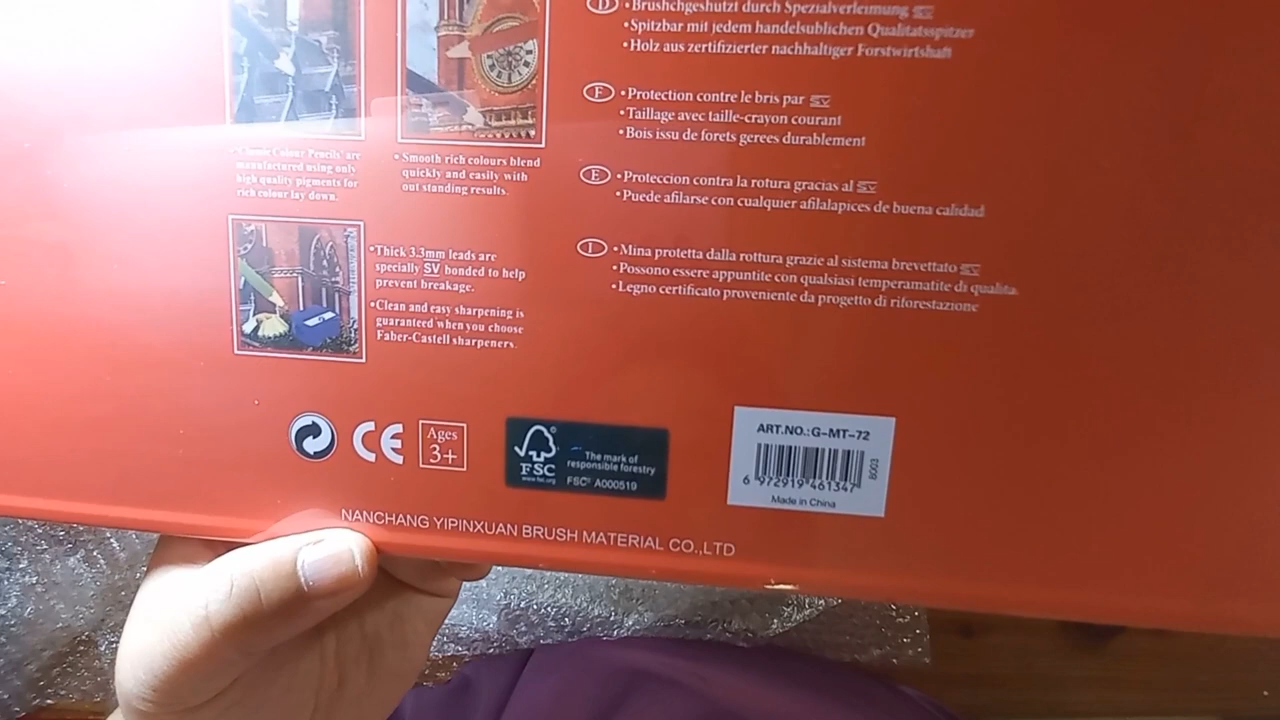 D
• Brushchgeshutzt durch Spezialverleimung SV
• Spitzbar mit jedem handelsublichen Qualitatsspitzer
• Holz aus zertifizierter nachhaltiger Forstwirtshaft
F
• Protection contre le bris par SV
• Taillage avec taille-crayon courant
• Bois issu de forets gerees durablement
E
• Proteccion contra la rotura gracias al SV
• Puede afilarse con cualquier afilalapices de buena calidad
I
• Mina protetta dalla rottura grazie al sistema brevettato SV
• Possono essere appuntite con qualsiasi temperamatite di qualita
• Legno certificato proveniente da progetto di riforestazione
Colour Pencils' are
manufactured using only
high quality pigments for
rich colour lay down.
• Smooth rich colours blend
quickly and easily with
out standing results.
• Thick 3.3mm leads are
specially SV bonded to help
prevent breakage.
• Clean and easy sharpening is
guaranteed when you choose
Faber-Castell sharpeners.
CE
Ages
3+
FSC
www.fsc.org
The mark of
responsible forestry
FSC® A000519
ART.NO.:G-MT-72
6 972919 461347
8003
Made in China
NANCHANG YIPINXUAN BRUSH MATERIAL CO.,LTD